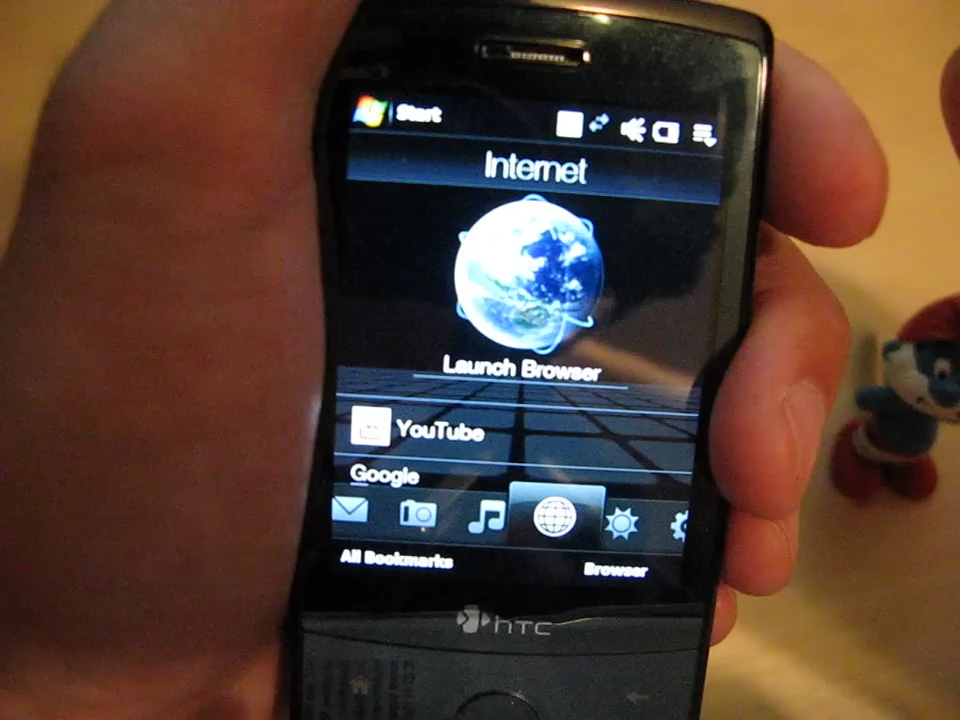 Start
Internet
Launch Browser
YouTube
Google
All Bookmarks
Browser
hTC